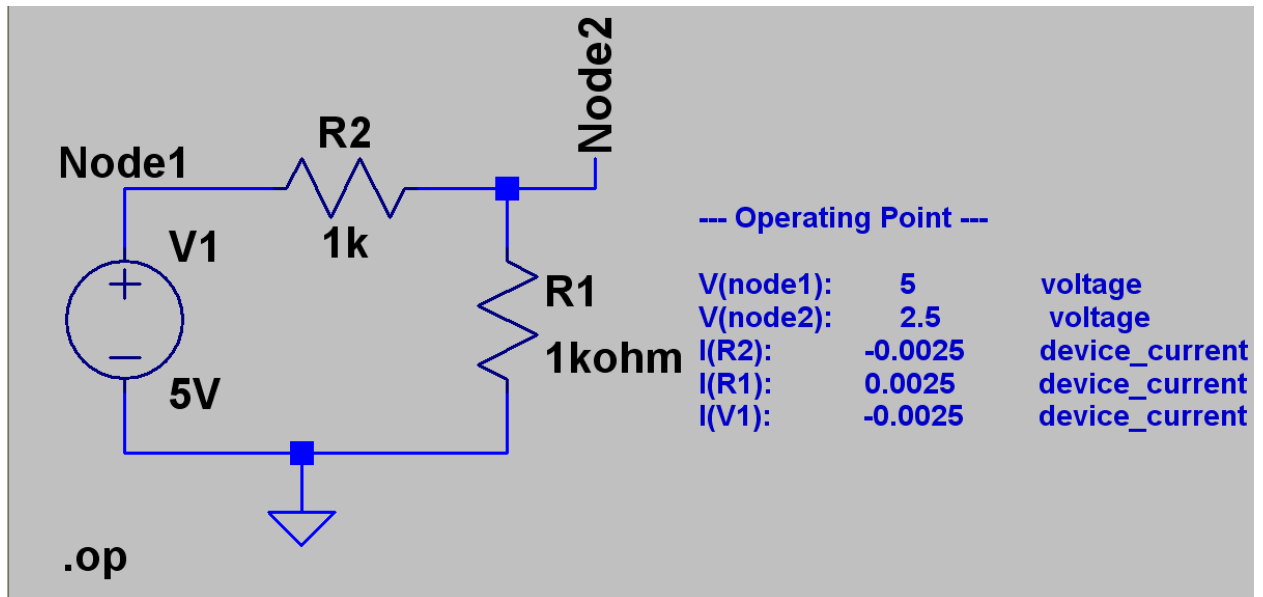 Node2
R2
Node1
1k
V1
+
R1
1kohm
5V
--- Operating Point ---
V(node1): 5 voltage
V(node2): 2.5 voltage
I(R2): -0.0025 device_current
I(R1): 0.0025 device_current
I(V1): -0.0025 device_current
.op